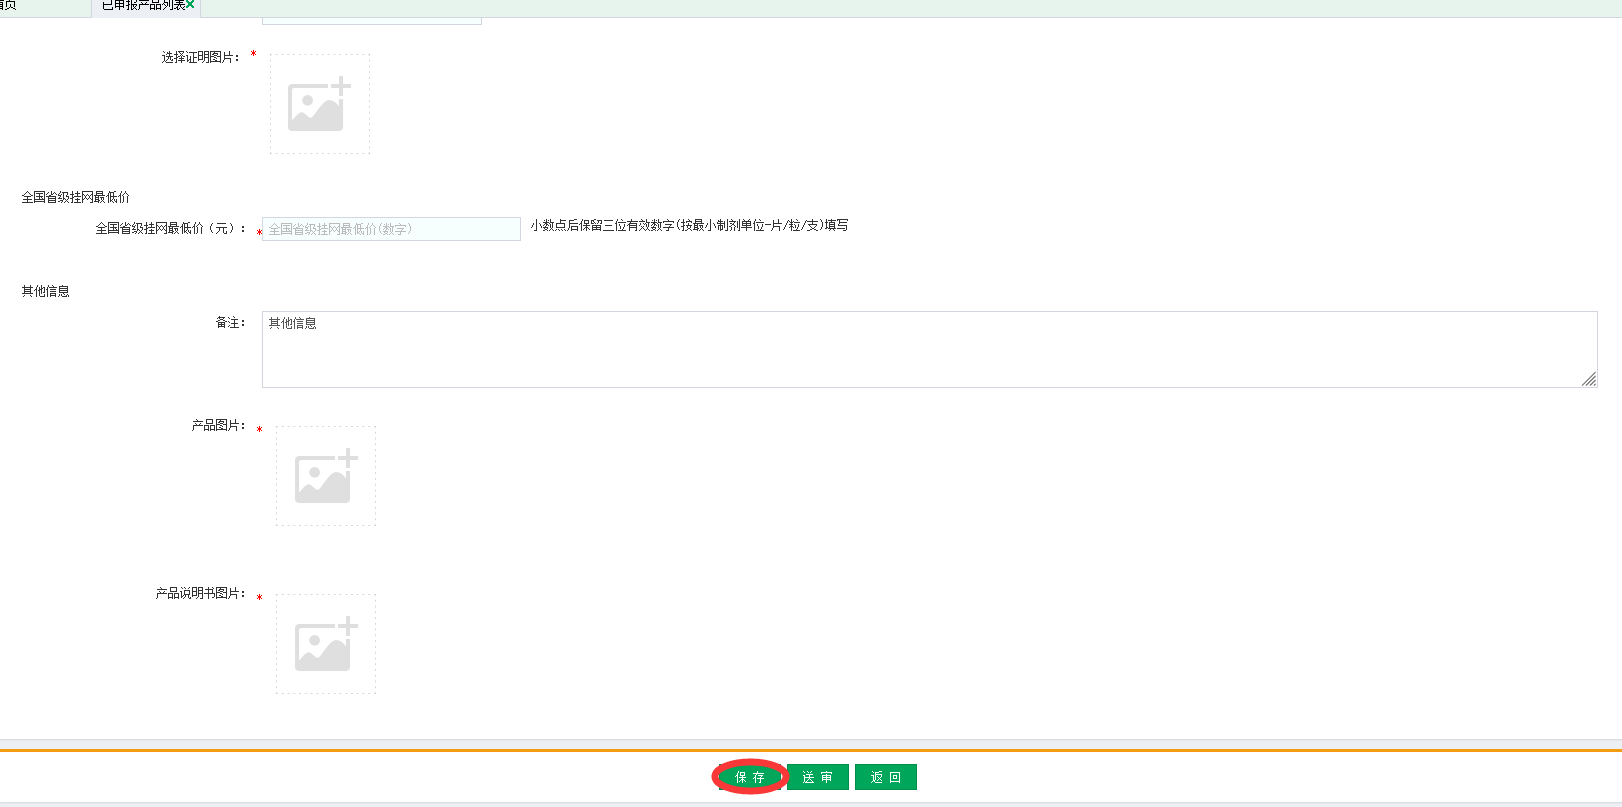 首页 已申报产品列表
选择证明图片： *
全国省级挂网最低价
全国省级挂网最低价（元）： * 全国省级挂网最低价(数字) 小数点后保留三位有效数字(按最小制剂单位-片/粒/支)填写
其他信息
备注： 其他信息
产品图片： *
产品说明书图片： *
保 存 送 审 返 回